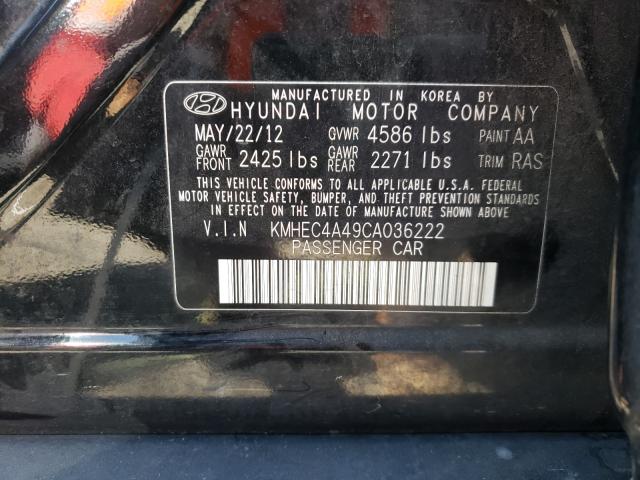 MANUFACTURED IN KOREA BY
HYUNDAI MOTOR COMPANY
MAY/22/12 GVWR 4586 lbs PAINT AA
GAWR FRONT 2425 lbs GAWR REAR 2271 lbs TRIM RAS
THIS VEHICLE CONFORMS TO ALL APPLICABLE U.S.A. FEDERAL
MOTOR VEHICLE SAFETY, BUMPER, AND THEFT PREVENTION STANDARDS
IN EFFECT ON THE DATE OF MANUFACTURE SHOWN ABOVE
V.I.N KMHEC4A49CA036222
PASSENGER CAR